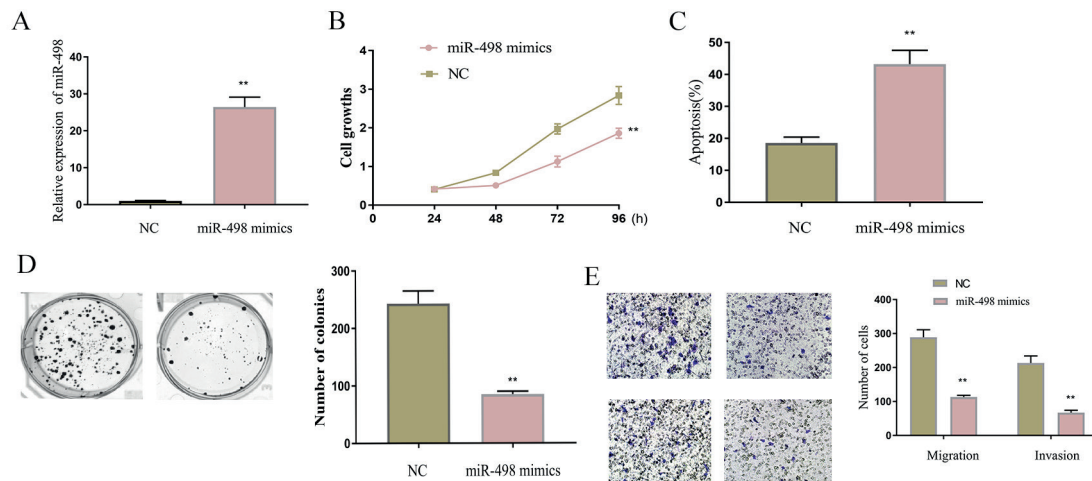 A
Relative expression of miR-498
40
30
20
10
0
NC
miR-498 mimics
**
B
miR-498 mimics
NC
Cell growths
4
3
2
1
0
0
24
48
72
96 (h)
**
C
Apoptosis(%)
50
40
30
20
10
0
NC
miR-498 mimics
**
D
Number of colonies
300
200
100
0
NC
miR-498 mimics
**
E
NC
miR-498 mimics
Number of cells
400
300
200
100
0
**
**
Migration
Invasion